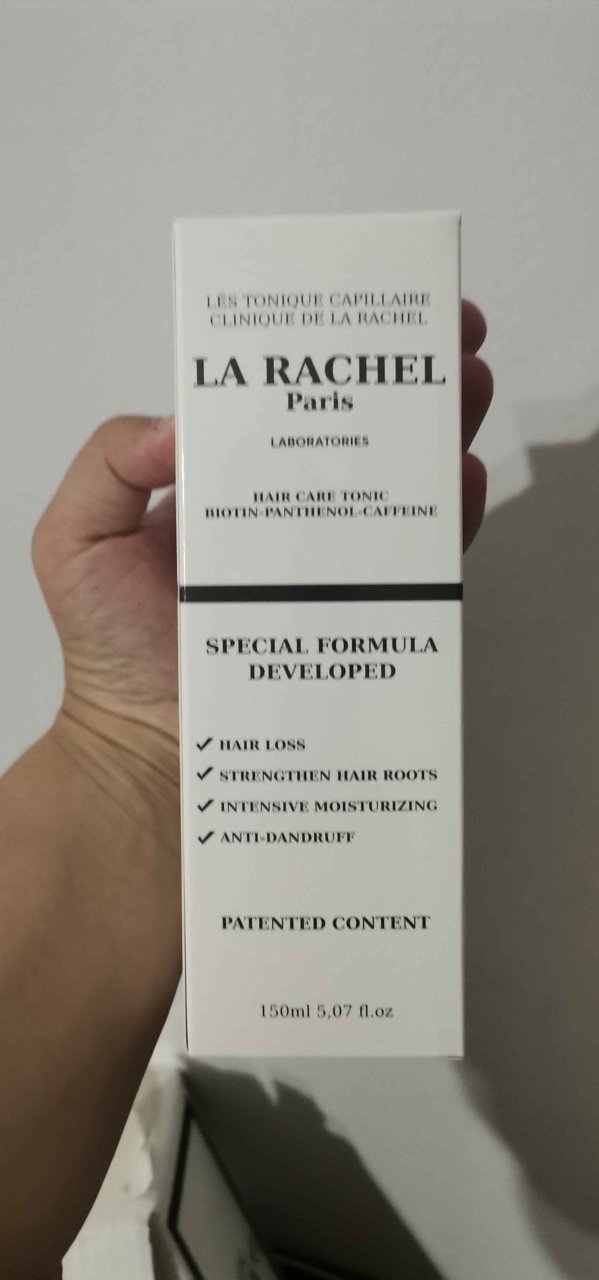 LÉS TONIQUE CAPILLAIRE
CLINIQUE DE LA RACHEL
LA RACHEL
Paris
LABORATORIES
HAIR CARE TONIC
BIOTIN-PANTHENOL-CAFFEINE
SPECIAL FORMULA
DEVELOPED
✓ HAIR LOSS
✓ STRENGTHEN HAIR ROOTS
✓ INTENSIVE MOISTURIZING
✓ ANTI-DANDRUFF
PATENTED CONTENT
150ml 5,07 fl.oz